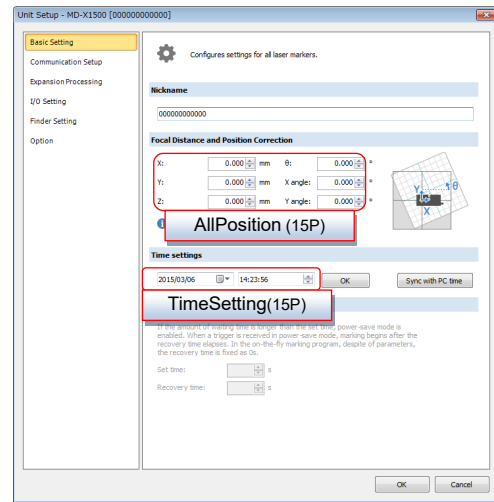 Unit Setup - MD-X1500 [000000000000]
Basic Setting
Communication Setup
Expansion Processing
I/O Setting
Finder Setting
Option
Configures settings for all laser markers.
Nickname
000000000000
Focal Distance and Position Correction
X: 0.000 mm θ: 0.000 °
Y: 0.000 mm X angle: 0.000 °
Z: 0.000 mm Y angle: 0.000 °
Y θ
X
AllPosition (15P)
Time settings
2015/03/06 14:23:56 OK Sync with PC time
TimeSetting(15P)
If the amount of waiting time is longer than the set time, power-save mode is
enabled. When a trigger is received in power-save mode, marking begins after the
recovery time elapses. In the on-the-fly marking program, despite of parameters,
the recovery time is fixed as 0s.
Set time: s
Recovery time: s
OK Cancel